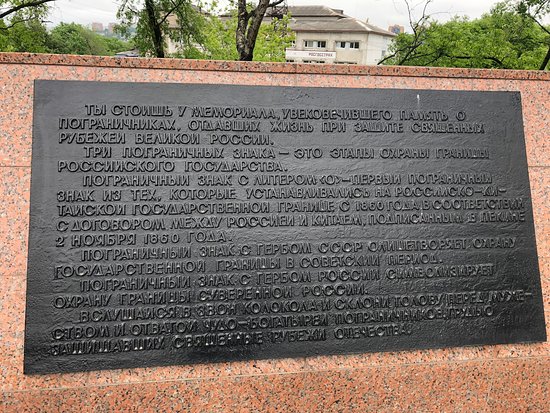 РОСГОССТРАХ
ТЫ СТОИШЬ У МЕМОРИАЛА, УВЕКОВЕЧИВШЕГО ПАМЯТЬ О
ПОГРАНИЧНИКАХ, ОТДАВШИХ ЖИЗНЬ ПРИ ЗАЩИТЕ СВЯЩЕННЫХ
РУБЕЖЕЙ ВЕЛИКОЙ РОССИИ.
ТРИ ПОГРАНИЧНЫХ ЗНАКА — ЭТО ЭТАПЫ ОХРАНЫ ГРАНИЦЫ
РОССИЙСКОГО ГОСУДАРСТВА.
ПОГРАНИЧНЫЙ ЗНАК С ЛИТЕРОМ «О» — ПЕРВЫЙ ПОГРАНИЧНЫЙ
ЗНАК ИЗ ТЕХ, КОТОРЫЕ УСТАНАВЛИВАЛИСЬ НА РОССИЙСКО-КИ-
ТАЙСКОЙ ГОСУДАРСТВЕННОЙ ГРАНИЦЕ С 1860 ГОДА В СООТВЕТСТВИИ
С ДОГОВОРОМ МЕЖДУ РОССИЕЙ И КИТАЕМ, ПОДПИСАННЫМ В ПЕКИНЕ
2 НОЯБРЯ 1860 ГОДА.
ПОГРАНИЧНЫЙ ЗНАК С ГЕРБОМ СССР ОЛИЦЕТВОРЯЕТ ОХРАНУ
ГОСУДАРСТВЕННОЙ ГРАНИЦЫ В СОВЕТСКИЙ ПЕРИОД.
ПОГРАНИЧНЫЙ ЗНАК С ГЕРБОМ РОССИИ СИМВОЛИЗИРУЕТ
ОХРАНУ ГРАНИЦЫ СУВЕРЕННОЙ РОССИИ.
ВСЛУШАЙСЯ В ЗВОН КОЛОКОЛА И СКЛОНИ ГОЛОВУ ПЕРЕД МУЖЕ-
СТВОМ И ОТВАГОЙ ЧУДО-БОГАТЫРЕЙ ПОГРАНИЧНИКОВ, ГРУДЬЮ
ЗАЩИЩАВШИХ СВЯЩЕННЫЕ РУБЕЖИ ОТЕЧЕСТВА.